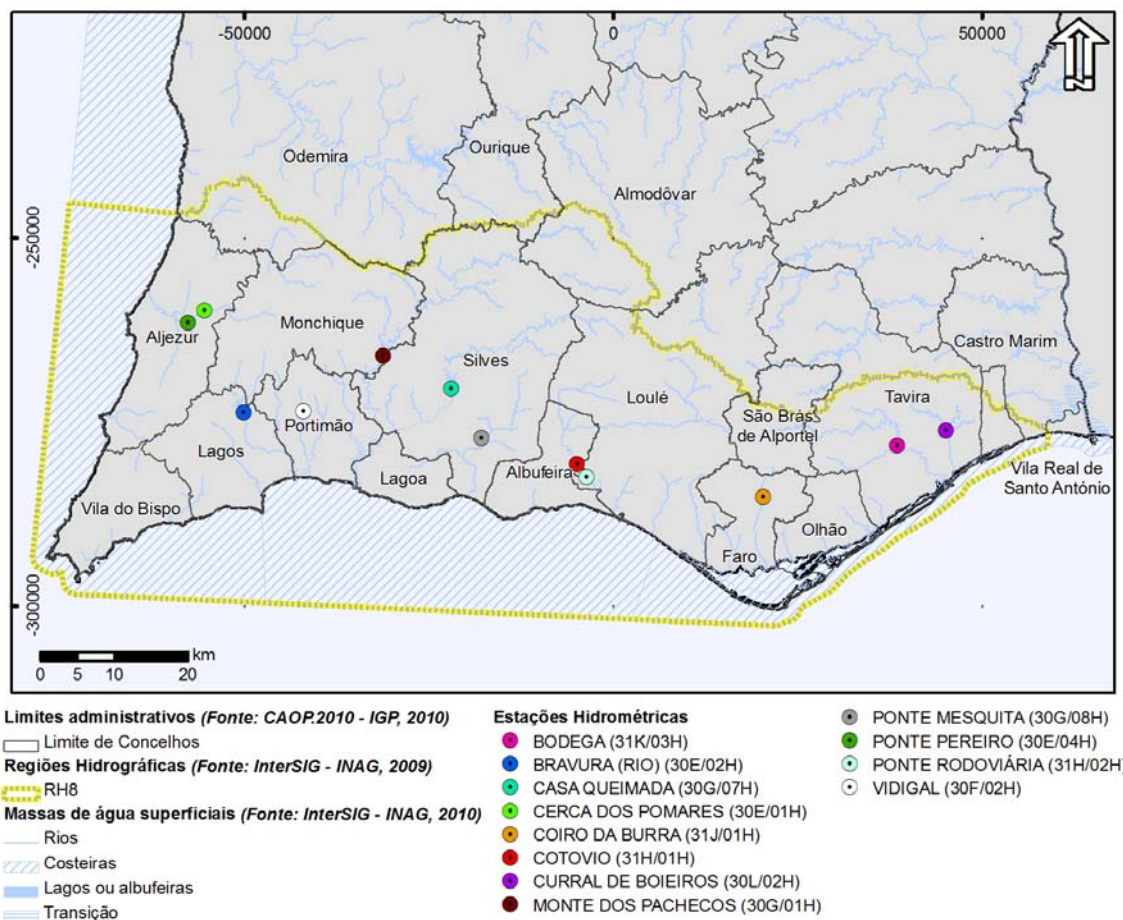 -50000
0
50000
N
Odemira
Ourique
Almodôvar
-250000
Aljezur
Monchique
Silves
Castro Marim
Loulé
Tavira
São Brás
de Alportel
Portimão
Lagos
Lagoa
Albufeira
Vila do Bispo
Vila Real de
Santo António
Olhão
Faro
-300000
km
0 5 10 20
Limites administrativos (Fonte: CAOP.2010 - IGP, 2010)
Limite de Concelhos
Regiões Hidrográficas (Fonte: InterSIG - INAG, 2009)
RH8
Massas de água superficiais (Fonte: InterSIG - INAG, 2010)
Rios
Costeiras
Lagos ou albufeiras
Transição
Estações Hidrométricas
BODEGA (31K/03H)
BRAVURA (RIO) (30E/02H)
CASA QUEIMADA (30G/07H)
CERCA DOS POMARES (30E/01H)
COIRO DA BURRA (31J/01H)
COTOVIO (31H/01H)
CURRAL DE BOIEIROS (30L/02H)
MONTE DOS PACHECOS (30G/01H)
PONTE MESQUITA (30G/08H)
PONTE PEREIRO (30E/04H)
PONTE RODOVIÁRIA (31H/02H)
VIDIGAL (30F/02H)